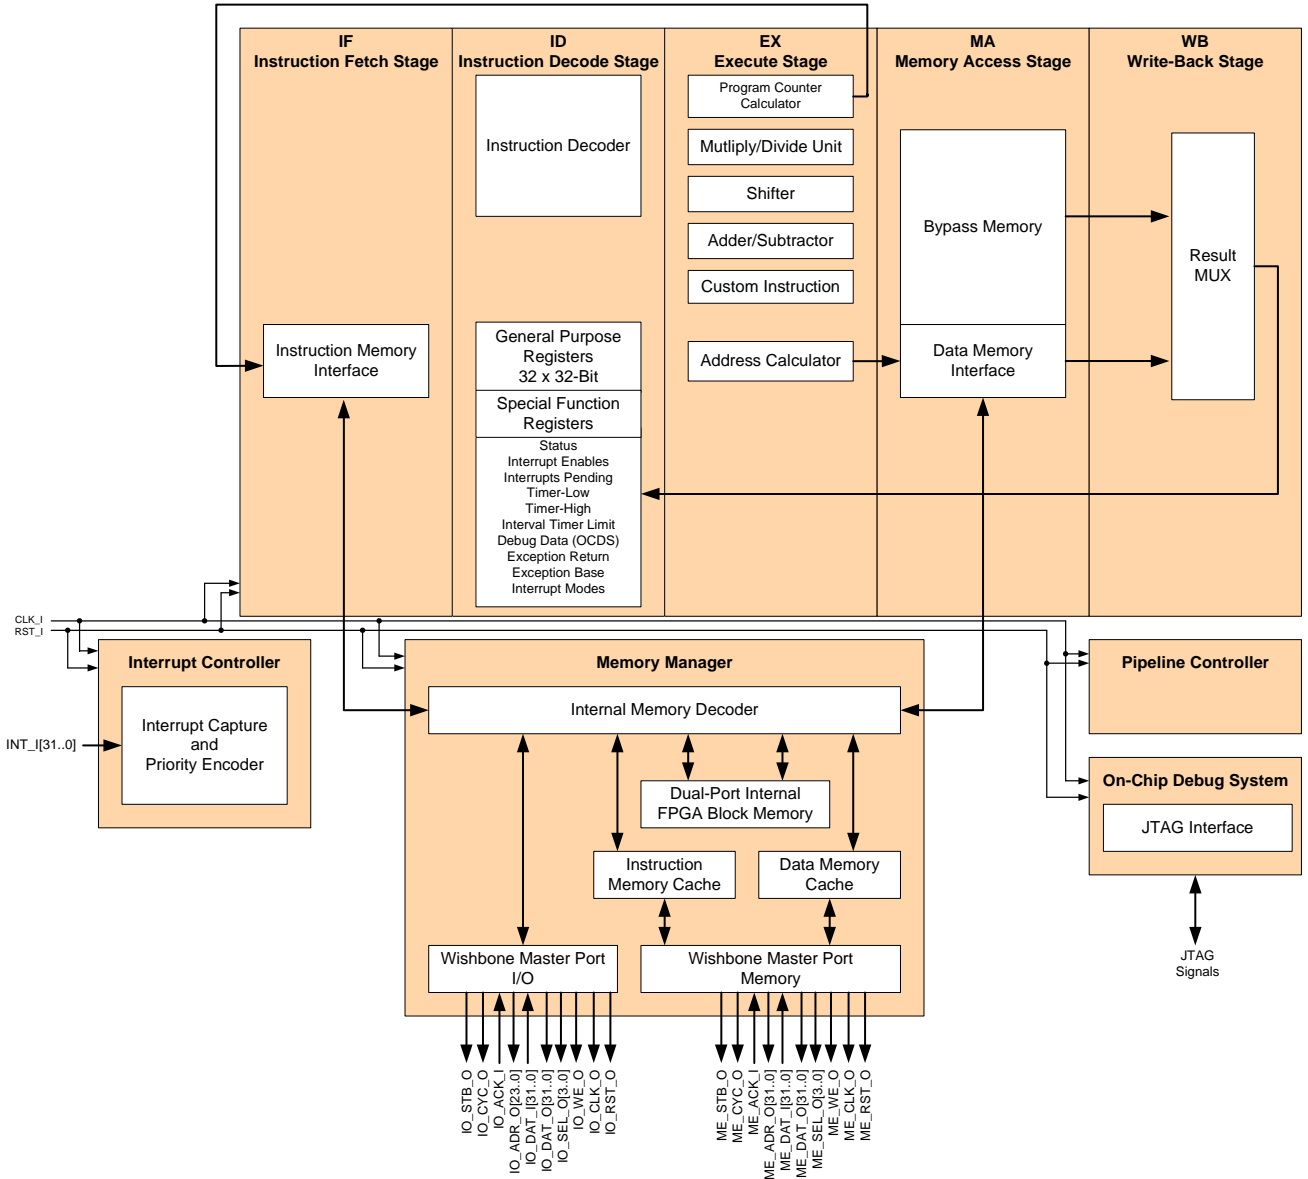 IF
Instruction Fetch Stage
ID
Instruction Decode Stage
EX
Execute Stage
MA
Memory Access Stage
WB
Write-Back Stage
Instruction Memory
Interface
Instruction Decoder
General Purpose
Registers
32 x 32-Bit
Special Function
Registers
Status
Interrupt Enables
Interrupts Pending
Timer-Low
Timer-High
Interval Timer Limit
Debug Data (OCDS)
Exception Return
Exception Base
Interrupt Modes
Program Counter
Calculator
Mutliply/Divide Unit
Shifter
Adder/Subtractor
Custom Instruction
Address Calculator
Bypass Memory
Data Memory
Interface
Result
MUX
CLK_I
RST_I
Interrupt Controller
Interrupt Capture
and
Priority Encoder
INT_I[31..0]
Memory Manager
Internal Memory Decoder
Dual-Port Internal
FPGA Block Memory
Instruction
Memory Cache
Data Memory
Cache
Wishbone Master Port
I/O
Wishbone Master Port
Memory
IO_STB_O
IO_CYC_O
IO_ACK_I
IO_ADR_O[23..0]
IO_DAT_I[31..0]
IO_DAT_O[31..0]
IO_SEL_O[3..0]
IO_WE_O
IO_CLK_O
IO_RST_O
ME_STB_O
ME_CYC_O
ME_ACK_I
ME_ADR_O[31..0]
ME_DAT_I[31..0]
ME_DAT_O[31..0]
ME_SEL_O[3..0]
ME_WE_O
ME_CLK_O
ME_RST_O
Pipeline Controller
On-Chip Debug System
JTAG Interface
JTAG
Signals